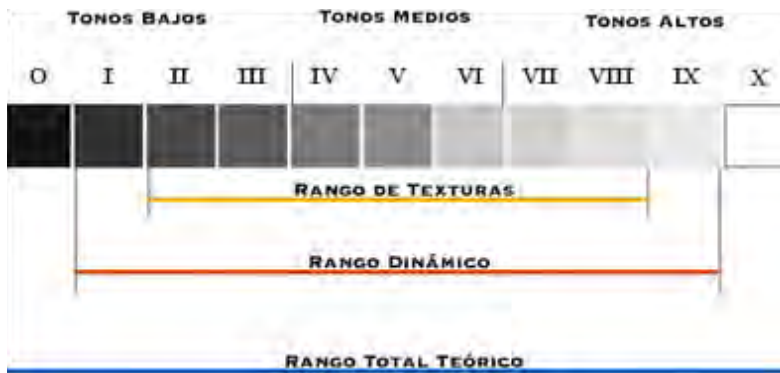 TONOS BAJOS TONOS MEDIOS TONOS ALTOS
O I II III IV V VI VII VIII IX X
RANGO DE TEXTURAS
RANGO DINÁMICO
RANGO TOTAL TEÓRICO